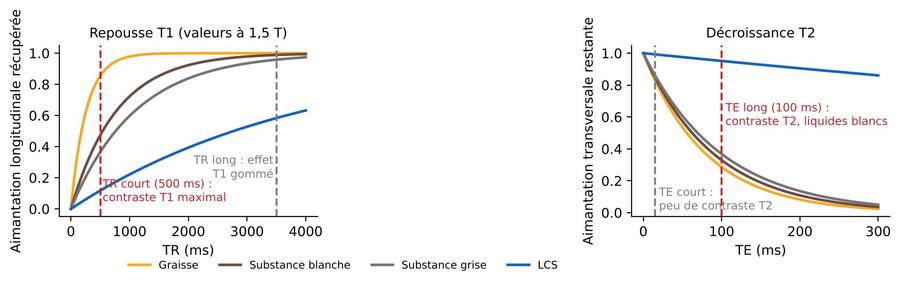 Repousse T1 (valeurs à 1,5 T)
Aimantation longitudinale récupérée
1.0
0.8
0.6
0.4
0.2
0.0
TR long : effet
T1 gommé
TR court (500 ms) :
contraste T1 maximal
0
1000
2000
3000
4000
TR (ms)
Décroissance T2
Aimantation transversale restante
1.0
0.8
0.6
0.4
0.2
0.0
TE long (100 ms) :
contraste T2, liquides blancs
TE court :
peu de contraste T2
0
100
200
300
TE (ms)
Graisse
Substance blanche
Substance grise
LCS